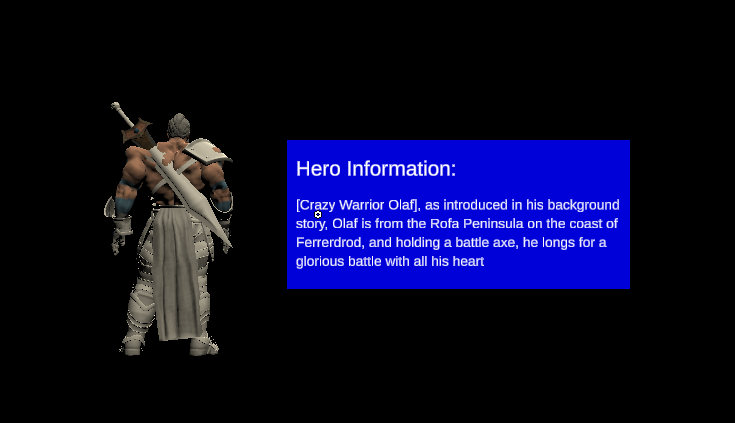 Hero Information:
[Crazy Warrior Olaf], as introduced in his background
story, Olaf is from the Rofa Peninsula on the coast of
Ferrerdrod, and holding a battle axe, he longs for a
glorious battle with all his heart